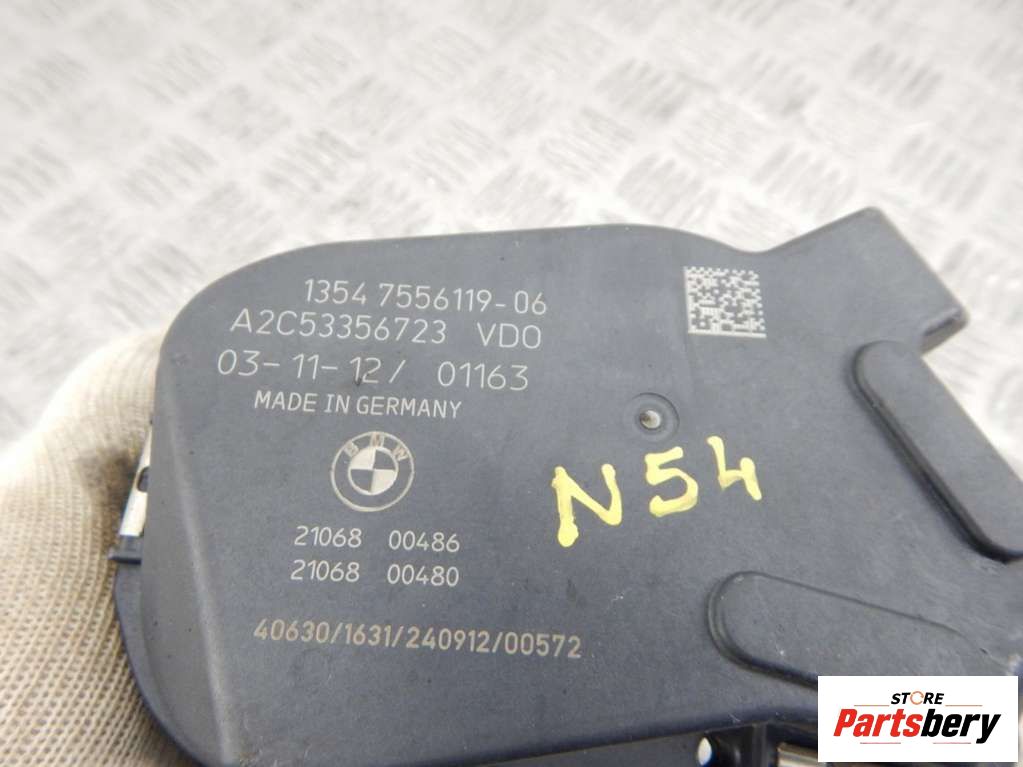 1354 7556119-06
A2C53356723 VDO
03-11-12/ 01163
MADE IN GERMANY
BMW
21068 00486
21068 00480
40630/1631/240912/00572
N54
STORE
Partsbery